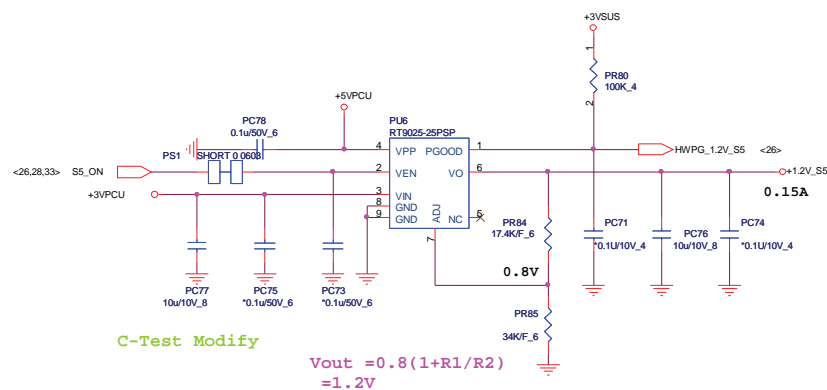 +3VSUS
1
PR80
100K_4
2
+5VPCU
PC78
0.1u/50V_6
PU6
RT9025-25PSP
PS1
SHORT 0 0603
<26,28,33>
S5_ON
4
VPP
PGOOD
1
HWPG_1.2V_S5
<26>
2
VEN
VO
6
+1.2V_S5
0.15A
+3VPCU
3
VIN
8
GND
9
GND
ADJ
NC
5
7
PR84
17.4K/F_6
PC71
*0.1U/10V_4
PC76
10u/10V_8
PC74
*0.1U/10V_4
0.8V
PC77
10u/10V_8
PC75
*0.1u/50V_6
PC73
*0.1u/50V_6
PR85
34K/F_6
C-Test Modify
Vout =0.8(1+R1/R2)
=1.2V